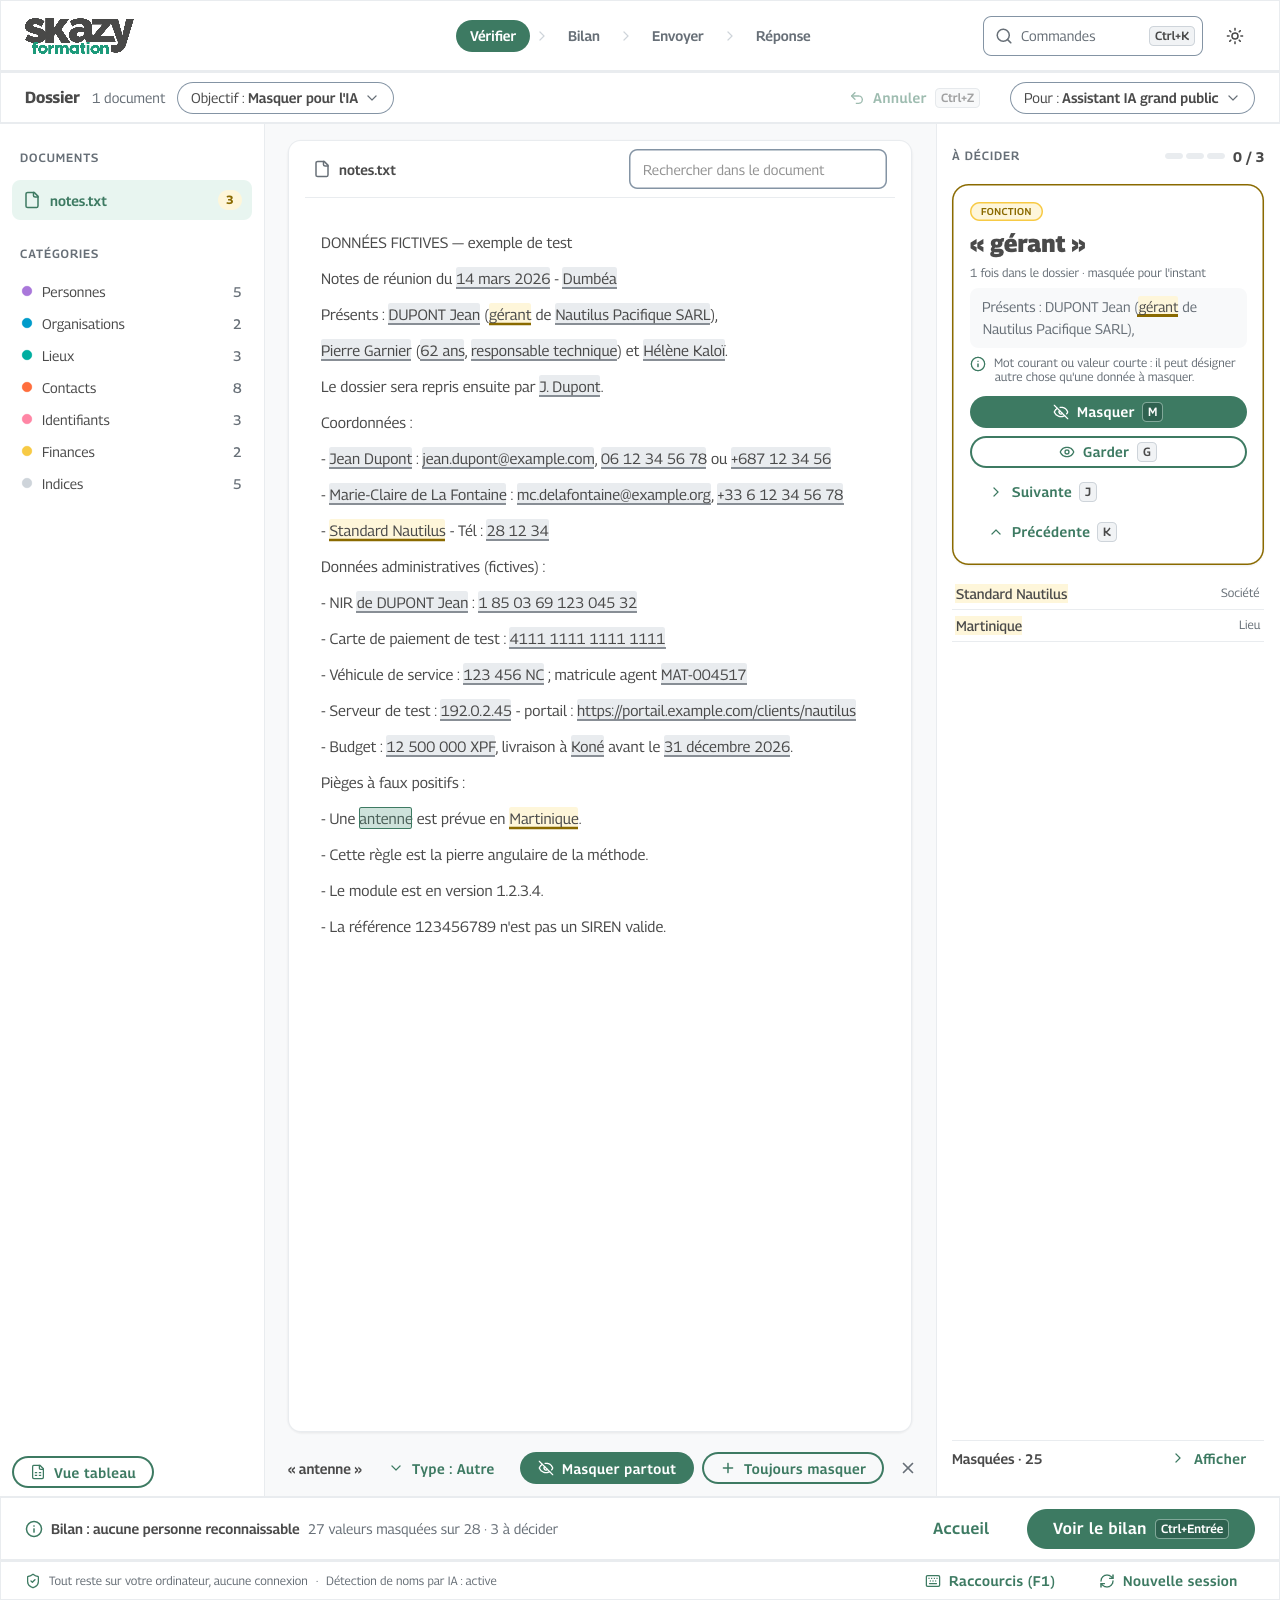 skazy
formation
Vérifier
Bilan
Envoyer
Réponse
Commandes Ctrl+K
Dossier 1 document
Objectif : Masquer pour l'IA
Annuler Ctrl+Z
Pour : Assistant IA grand public
DOCUMENTS
notes.txt 3
CATÉGORIES
Personnes 5
Organisations 2
Lieux 3
Contacts 8
Identifiants 3
Finances 2
Indices 5
Vue tableau
notes.txt
Rechercher dans le document
DONNÉES FICTIVES — exemple de test
Notes de réunion du 14 mars 2026 - Dumbéa
Présents : DUPONT Jean (gérant de Nautilus Pacifique SARL),
Pierre Garnier (62 ans, responsable technique) et Hélène Kaloï.
Le dossier sera repris ensuite par J. Dupont.
Coordonnées :
- Jean Dupont : jean.dupont@example.com, 06 12 34 56 78 ou +687 12 34 56
- Marie-Claire de La Fontaine : mc.delafontaine@example.org, +33 6 12 34 56 78
- Standard Nautilus - Tél : 28 12 34
Données administratives (fictives) :
- NIR de DUPONT Jean : 1 85 03 69 123 045 32
- Carte de paiement de test : 4111 1111 1111 1111
- Véhicule de service : 123 456 NC ; matricule agent MAT-004517
- Serveur de test : 192.0.2.45 - portail : https://portail.example.com/clients/nautilus
- Budget : 12 500 000 XPF, livraison à Koné avant le 31 décembre 2026.
Pièges à faux positifs :
- Une antenne est prévue en Martinique.
- Cette règle est la pierre angulaire de la méthode.
- Le module est en version 1.2.3.4.
- La référence 123456789 n'est pas un SIREN valide.
« antenne »
Type : Autre
Masquer partout
Toujours masquer
À DÉCIDER 0 / 3
FONCTION
« gérant »
1 fois dans le dossier · masquée pour l'instant
Présents : DUPONT Jean (gérant de
Nautilus Pacifique SARL),
Mot courant ou valeur courte : il peut désigner
autre chose qu'une donnée à masquer.
Masquer M
Garder G
Suivante J
Précédente K
Standard Nautilus Société
Martinique Lieu
Masquées · 25 Afficher
Bilan : aucune personne reconnaissable 27 valeurs masquées sur 28 · 3 à décider
Accueil
Voir le bilan Ctrl+Entrée
Tout reste sur votre ordinateur, aucune connexion · Détection de noms par IA : active
Raccourcis (F1)
Nouvelle session